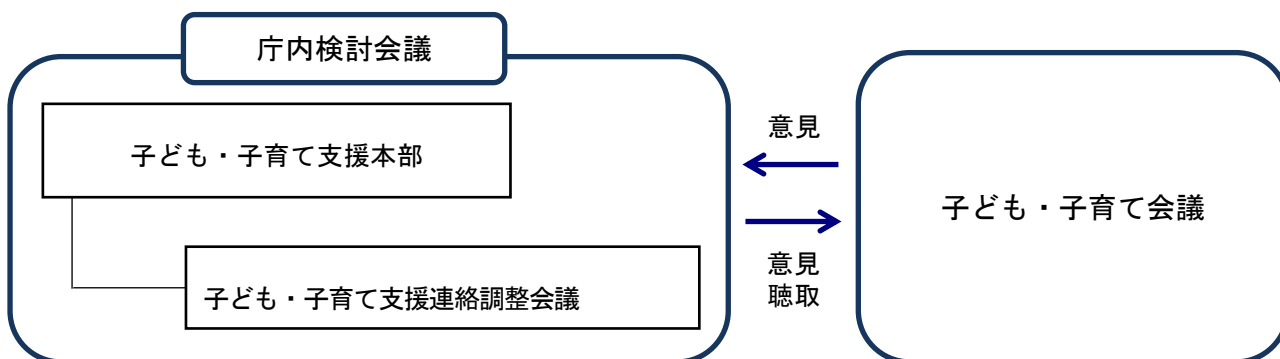 庁内検討会議
子ども・子育て支援本部
子ども・子育て支援連絡調整会議
意見
意見
聴取
子ども・子育て会議